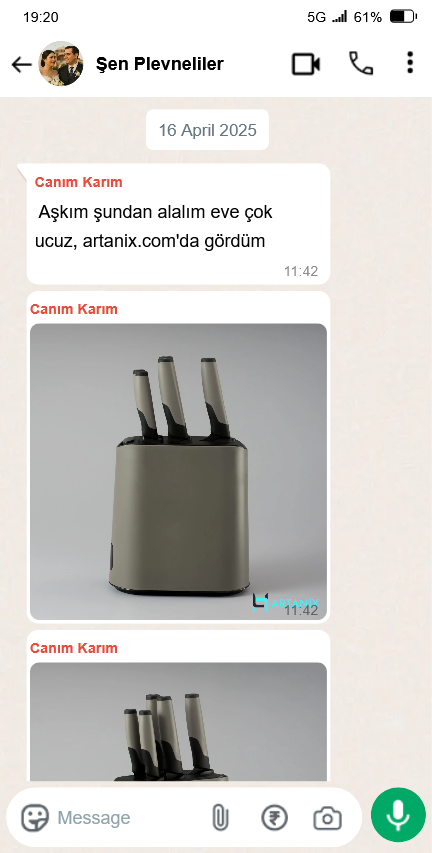 19:20
5G
61%
Şen Plevneliler
16 April 2025
Canım Karım
Aşkım şundan alalım eve çok
ucuz, artanix.com'da gördüm
11:42
Canım Karım
ARTANIX
11:42
Canım Karım
Message